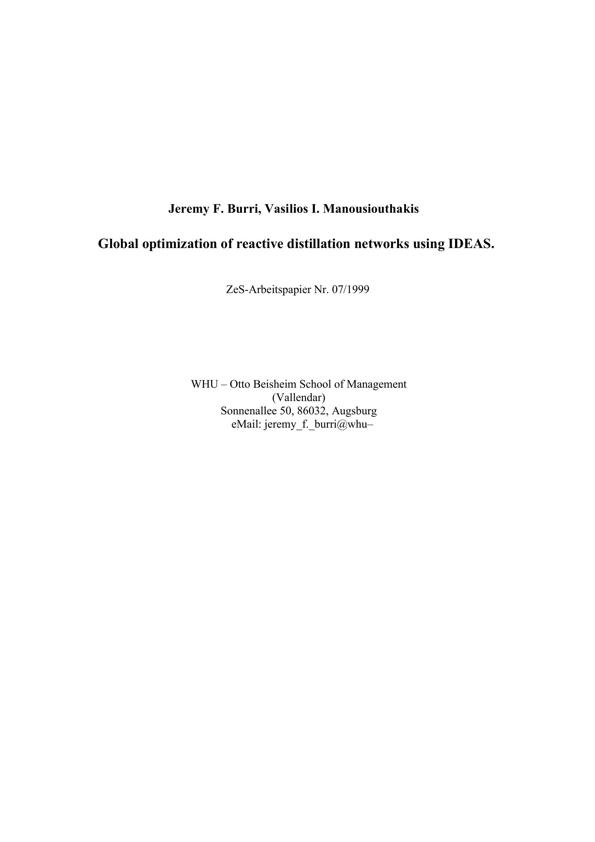 Jeremy F. Burri, Vasilios I. Manousiouthakis
Global optimization of reactive distillation networks using IDEAS.
ZeS-Arbeitspapier Nr. 07/1999
WHU – Otto Beisheim School of Management
(Vallendar)
Sonnenallee 50, 86032, Augsburg
eMail: jeremy_f._burri@whu–